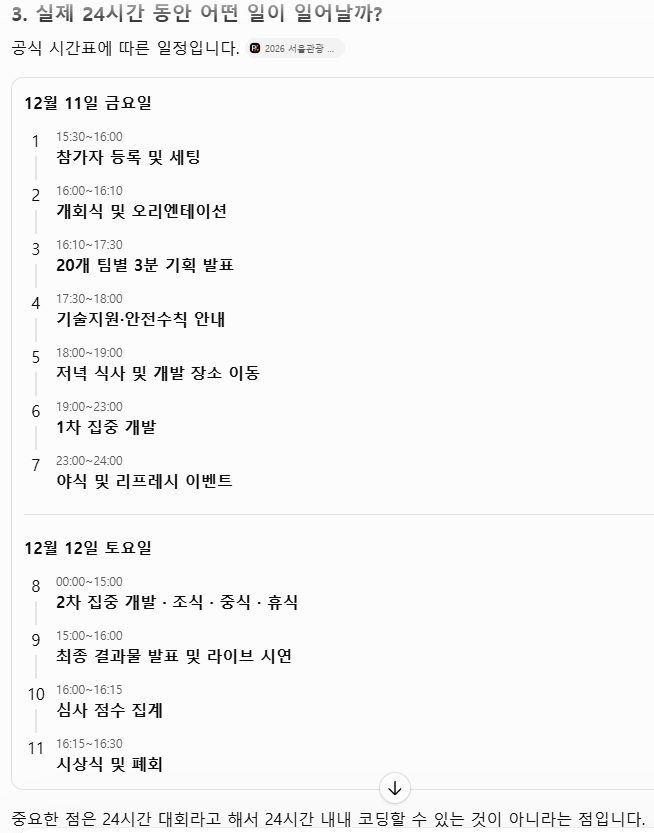 3. 실제 24시간 동안 어떤 일이 일어날까?
공식 시간표에 따른 일정입니다. 2026 서울관광 ...
12월 11일 금요일
1 15:30~16:00
참가자 등록 및 세팅
2 16:00~16:10
개회식 및 오리엔테이션
3 16:10~17:30
20개 팀별 3분 기획 발표
4 17:30~18:00
기술지원·안전수칙 안내
5 18:00~19:00
저녁 식사 및 개발 장소 이동
6 19:00~23:00
1차 집중 개발
7 23:00~24:00
야식 및 리프레시 이벤트
12월 12일 토요일
8 00:00~15:00
2차 집중 개발 · 조식 · 중식 · 휴식
9 15:00~16:00
최종 결과물 발표 및 라이브 시연
10 16:00~16:15
심사 점수 집계
11 16:15~16:30
시상식 및 폐회
중요한 점은 24시간 대회라고 해서 24시간 내내 코딩할 수 있는 것이 아니라는 점입니다.